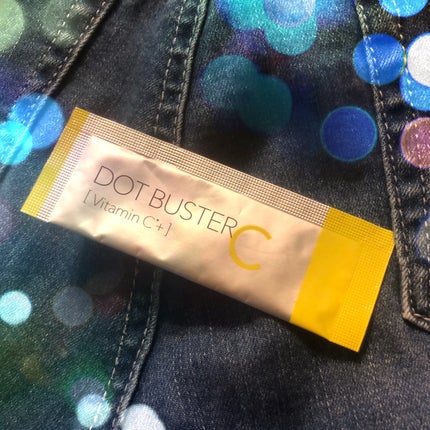 DOT BUSTER C
[Vitamin C*+]